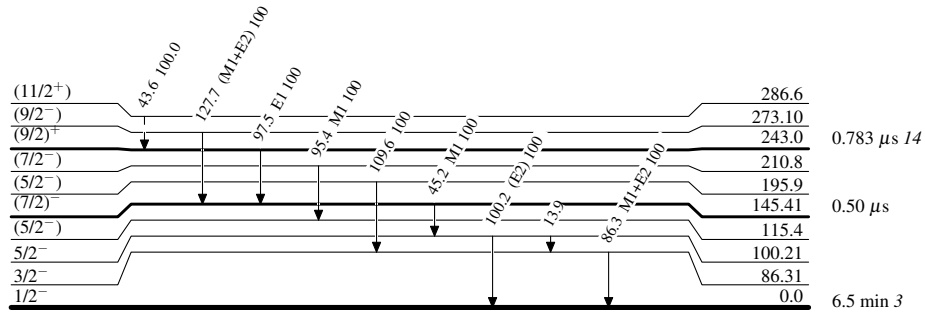 43.6 100.0
127.7 (M1+E2) 100
97.5 E1 100
95.4 M1 100
109.6 100
45.2 M1 100
100.2 (E2) 100
13.9
86.3 M1+E2 100
(11/2⁺) 286.6
(9/2⁻) 273.10
(9/2)⁺ 243.0 0.783 μs 14
(7/2⁻) 210.8
(5/2⁻) 195.9
(7/2)⁻ 145.41 0.50 μs
(5/2⁻) 115.4
5/2⁻ 100.21
3/2⁻ 86.31
1/2⁻ 0.0 6.5 min 3